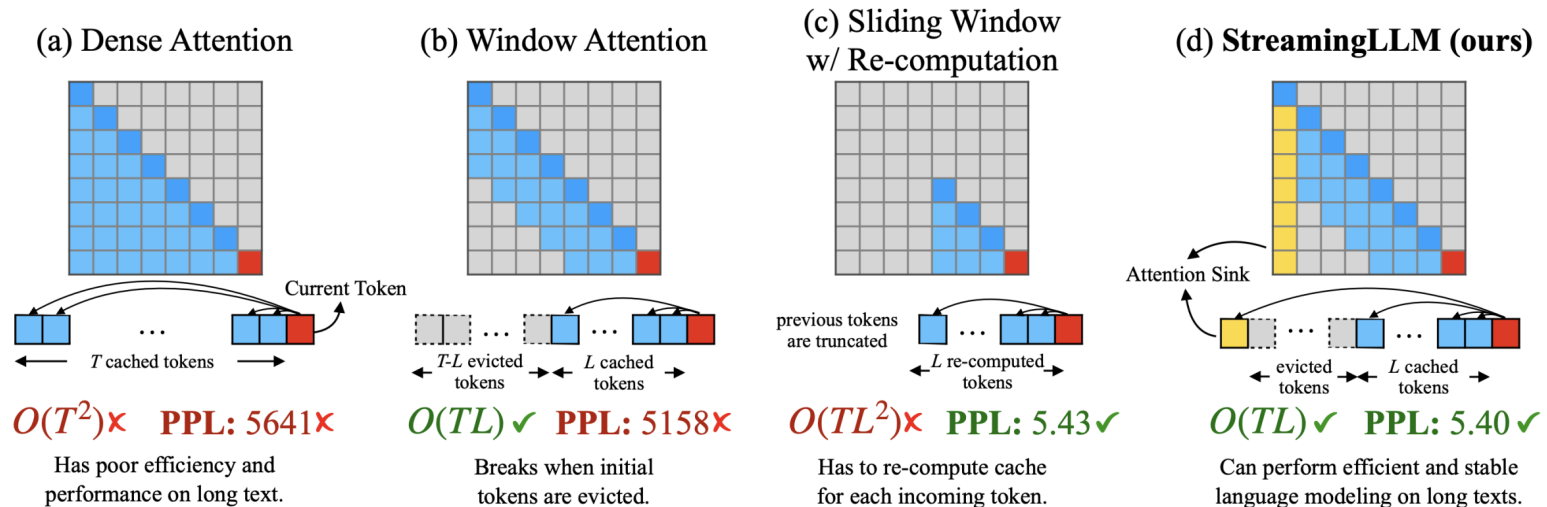 (a) Dense Attention
Current Token
...
T cached tokens
O(T²)✗ PPL: 5641✗
Has poor efficiency and
performance on long text.
(b) Window Attention
...
...
T-L evicted
tokens
L cached
tokens
O(TL)✓ PPL: 5158✗
Breaks when initial
tokens are evicted.
(c) Sliding Window
w/ Re-computation
previous tokens
are truncated
...
L re-computed
tokens
O(TL²)✗ PPL: 5.43✓
Has to re-compute cache
for each incoming token.
(d) StreamingLLM (ours)
Attention Sink
...
...
evicted
tokens
L cached
tokens
O(TL)✓ PPL: 5.40✓
Can perform efficient and stable
language modeling on long texts.